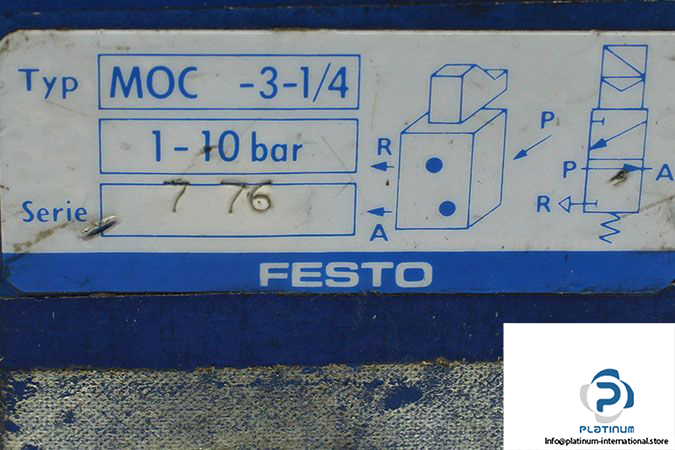 Typ MOC -3-1/4
1-10 bar
Serie 7 76
R
A
P
P
A
R
FESTO
PLATINUM
Info@platinum-international.store